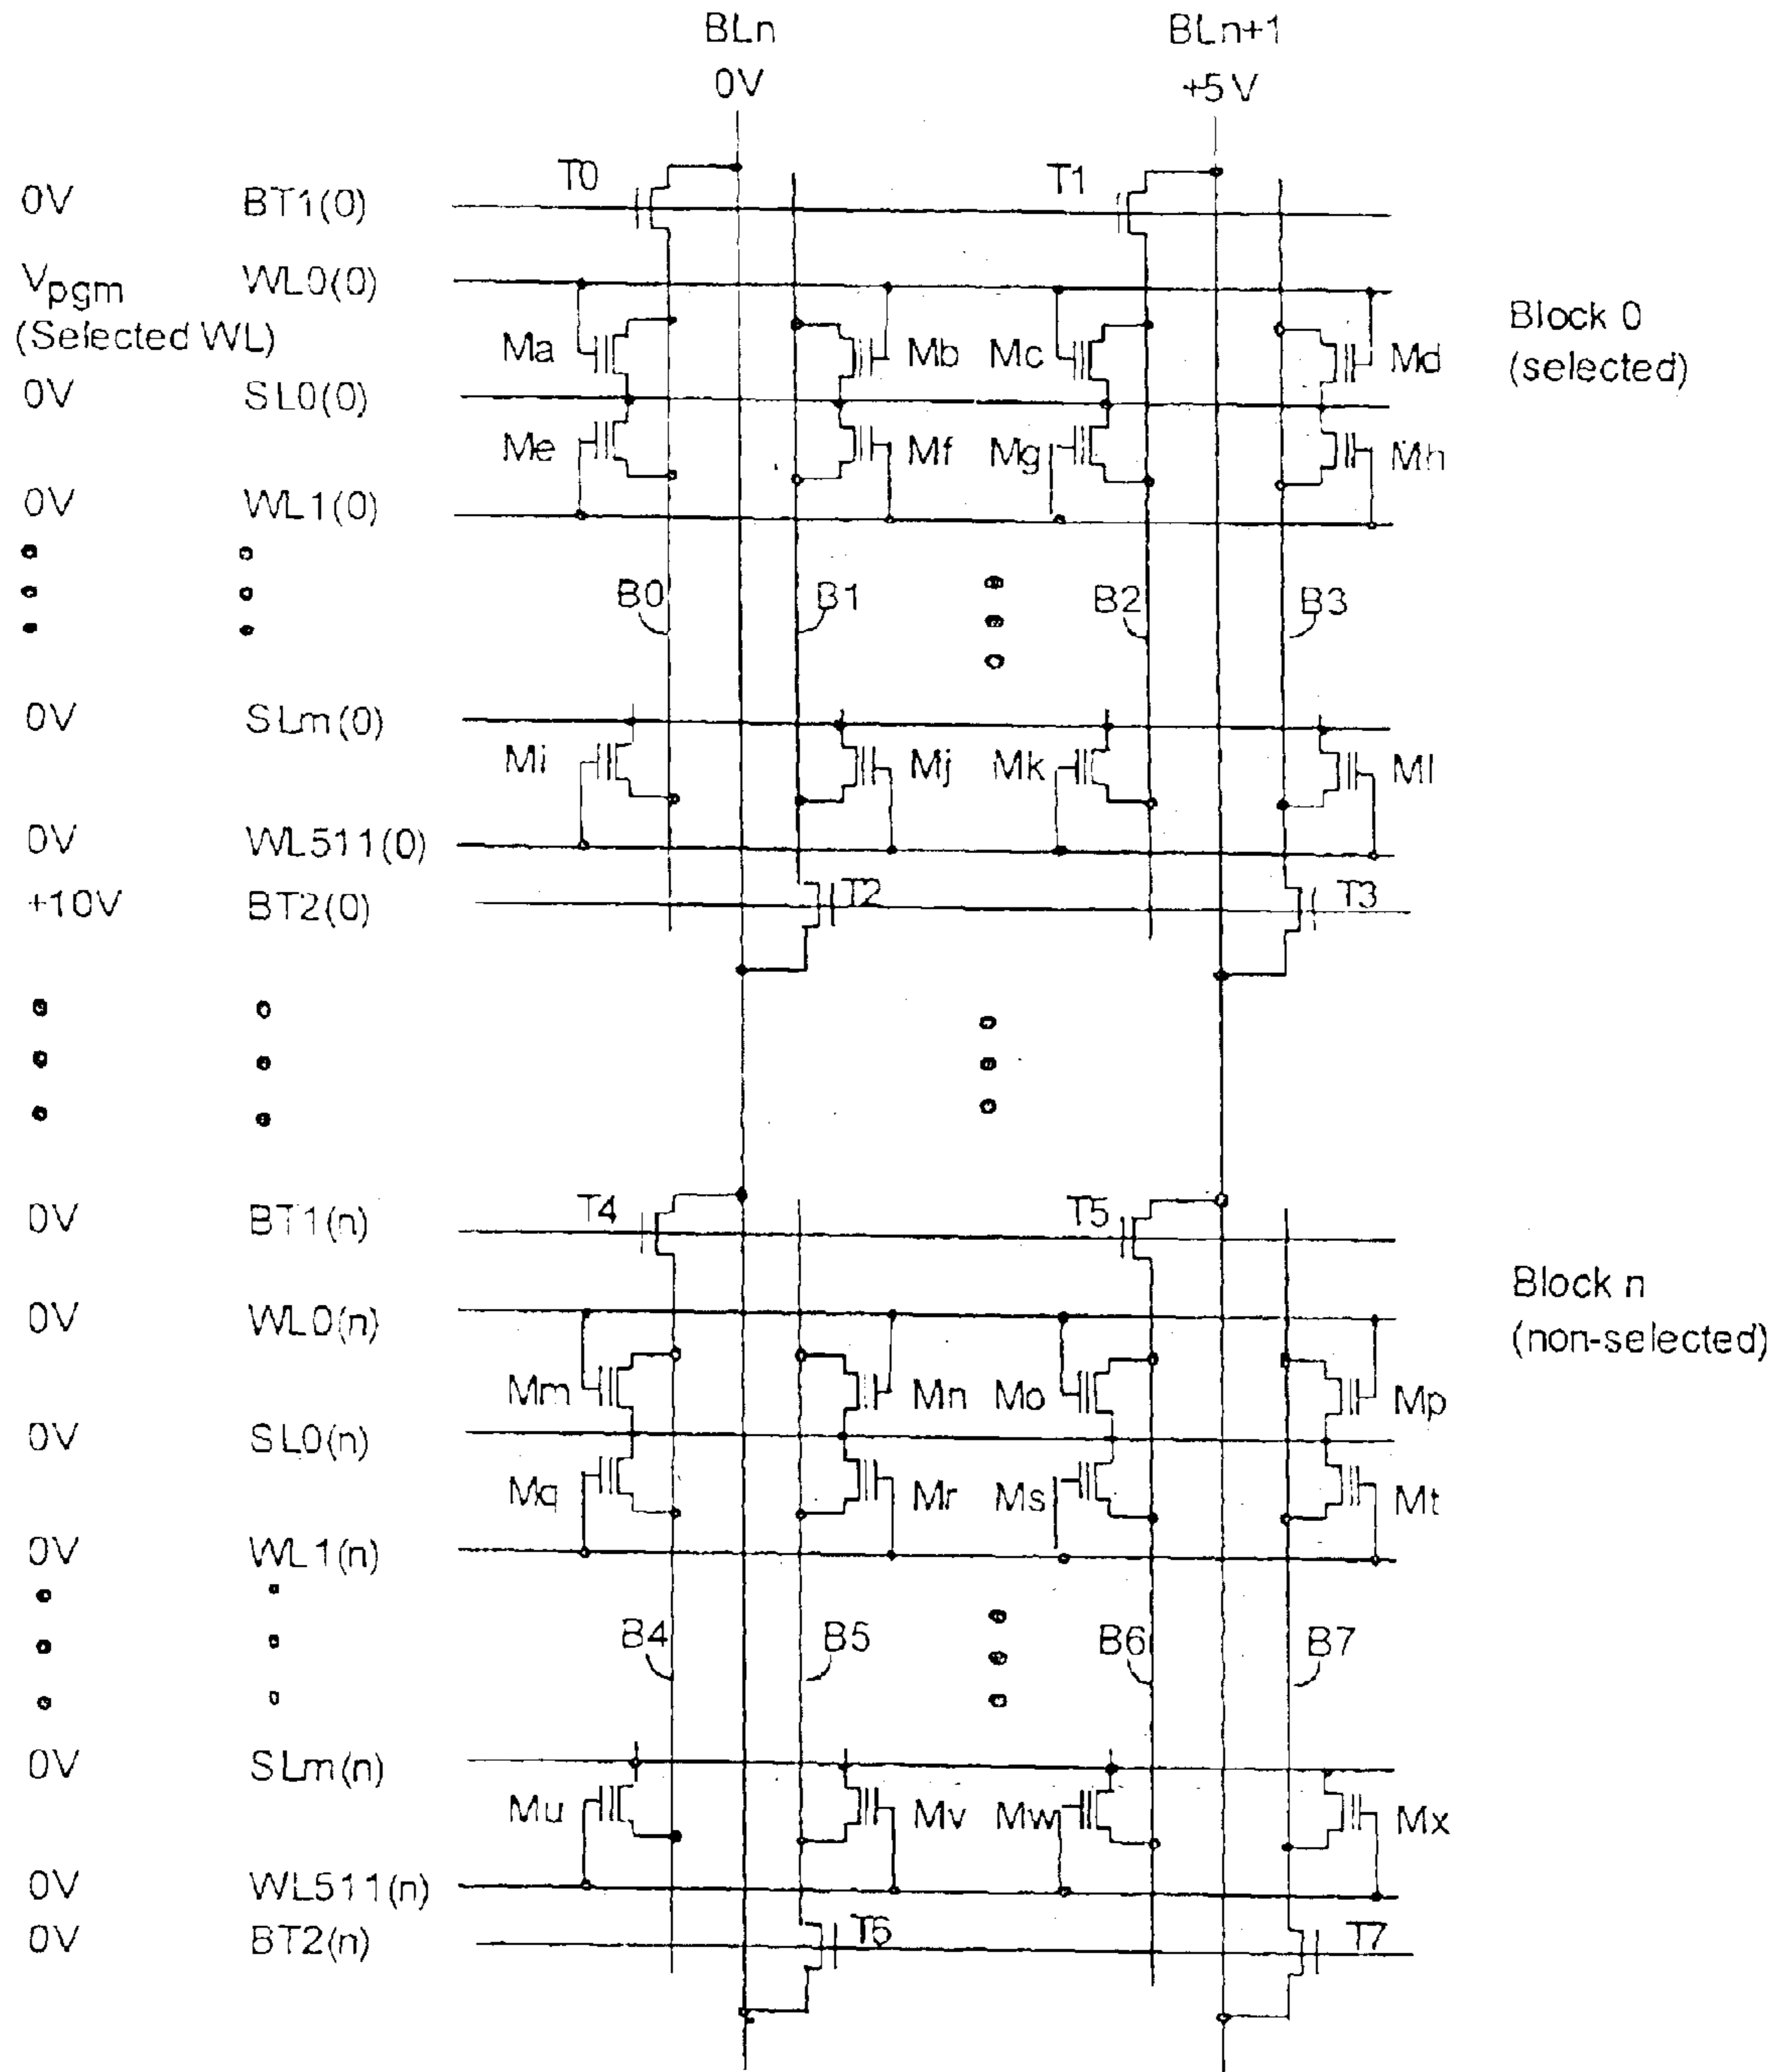 BLn BLn+1
0V +5V
T0 T1
0V BT1(0)
Vpgm WL0(0)
(Selected WL)
Block 0
(selected)
Ma Mb Mc Md
0V SL0(0)
Me Mf Mg Mh
0V WL1(0)
B0 B1 B2 B3
0V SLm(0)
Mi Mj Mk Ml
0V WL511(0)
+10V BT2(0) T2 T3
0V BT1(n) T4 T5
Block n
(non-selected)
0V WL0(n)
Mm Mn Mo Mp
0V SL0(n)
Mq Mr Ms Mt
0V WL1(n)
B4 B5 B6 B7
0V SLm(n)
Mu Mv Mw Mx
0V WL511(n)
0V BT2(n) T6 T7